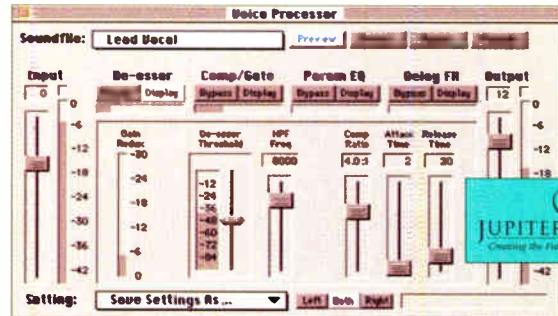 Voice Processor
Soundfile: Lead Vocal Preview
Input De-esser Comp/Gate Param EQ Delay FX Output
0 Display Bypass Display Bypass Display Bypass Display 12
Gain Redux De-esser Threshold HPF Freq Comp Ratio Attack Time Release Time
8000 4.0:1 2 30
0
-6
-12
-18
-24
-30
-36
-42
-30
-24
-18
-12
-6
0
-12
-24
-36
-48
-60
-72
-84
0
-6
-12
-18
-42
JUPITER
Creating the
Setting: Save Settings As... Left Both Right